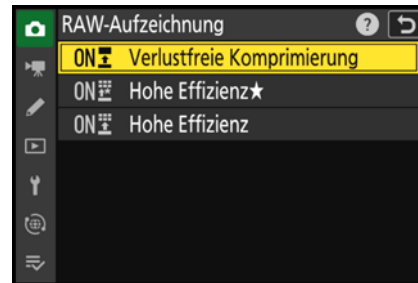 RAW-Aufzeichnung ?
ON Verlustfreie Komprimierung
ON Hohe Effizienz★
ON Hohe Effizienz